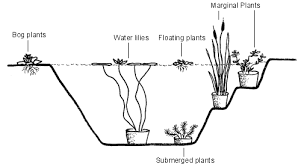 Marginal Plants
Bog plants
Water lilies
Floating plants
Submerged plants